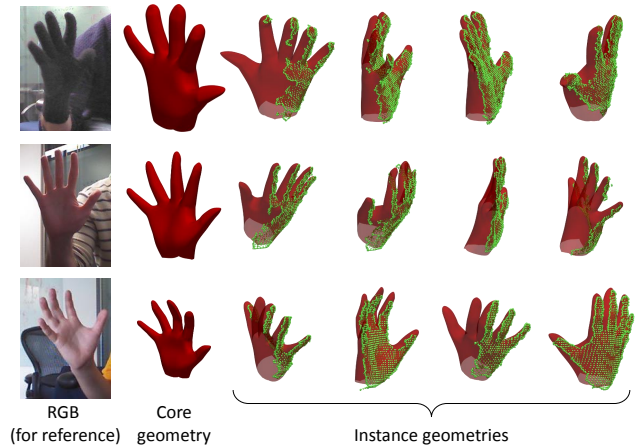 RGB
(for reference)
Core
geometry
Instance geometries